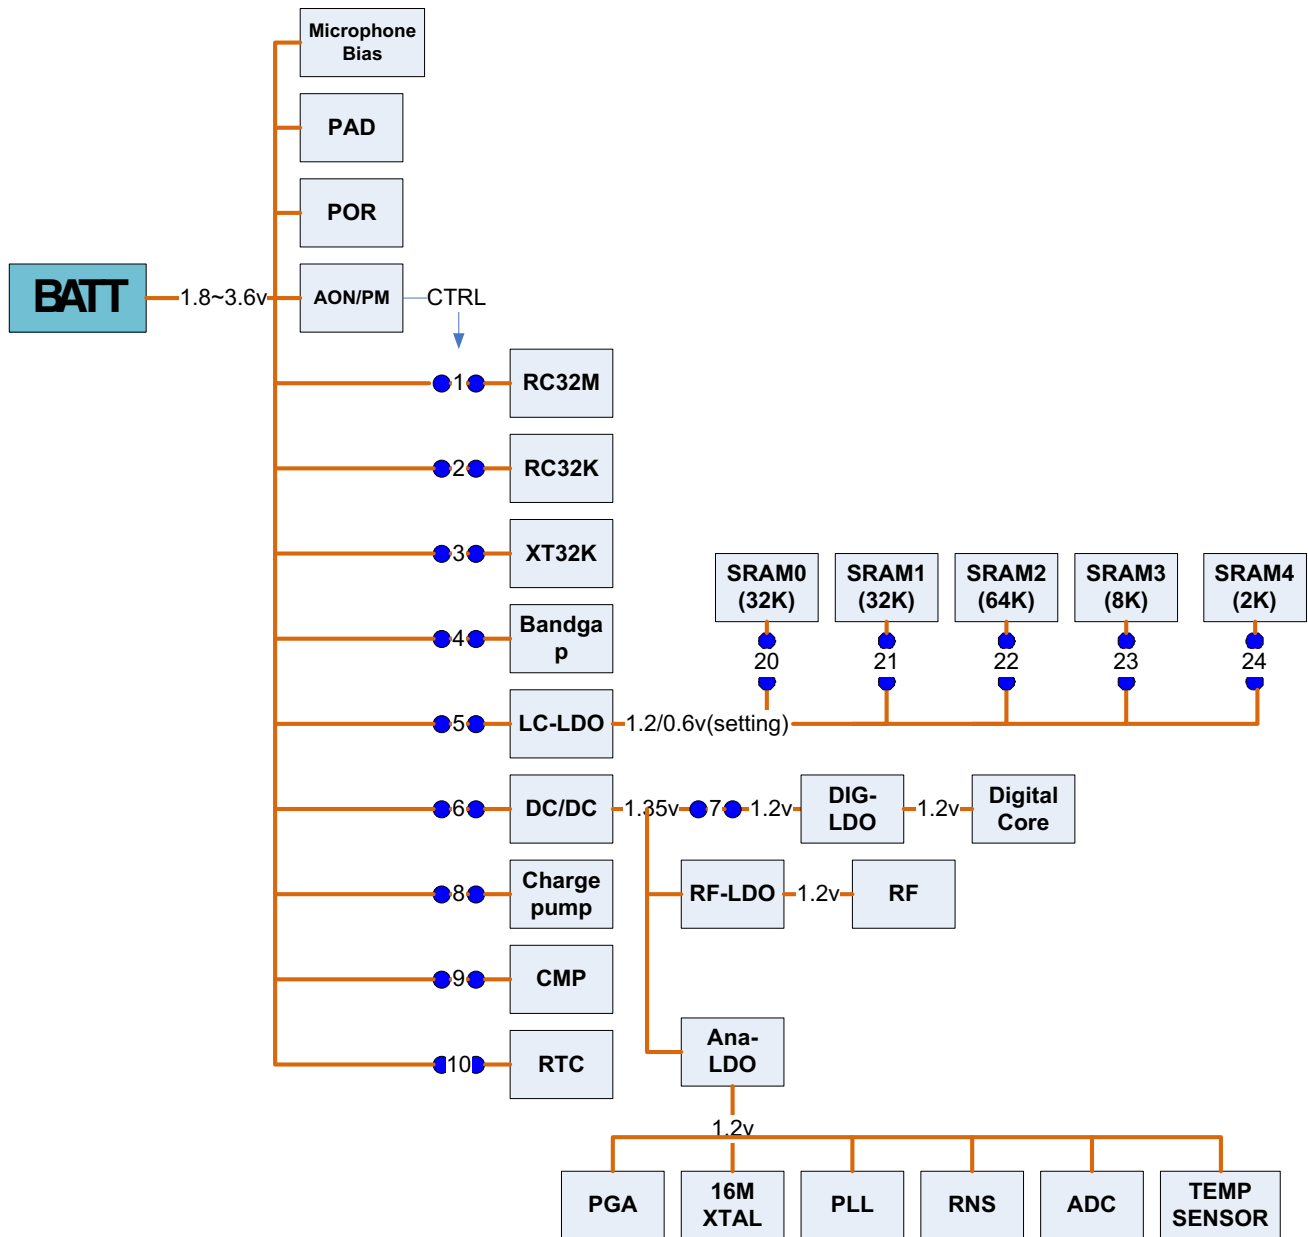 Microphone
Bias
PAD
POR
BATT
1.8~3.6v
AON/PM
CTRL
1
RC32M
2
RC32K
3
XT32K
SRAM0
(32K)
SRAM1
(32K)
SRAM2
(64K)
SRAM3
(8K)
SRAM4
(2K)
4
Bandga
p
20
21
22
23
24
5
LC-LDO
1.2/0.6v(setting)
6
DC/DC
1.35v
7
1.2v
DIG-
LDO
1.2v
Digital
Core
8
Charge
pump
RF-LDO
1.2v
RF
9
CMP
10
RTC
Ana-
LDO
1.2v
PGA
16M
XTAL
PLL
RNS
ADC
TEMP
SENSOR